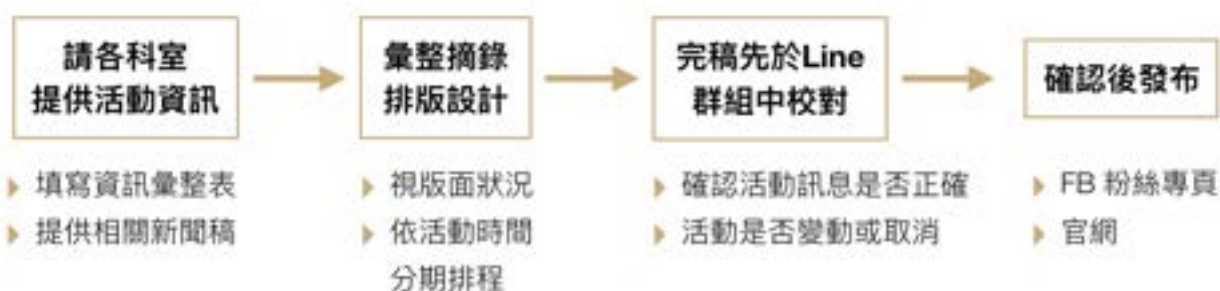 請各科室
提供活動資訊
填寫資訊彙整表
提供相關新聞稿
彙整摘錄
排版設計
視版面狀況
依活動時間
分期排程
完稿先於Line
群組中校對
確認活動訊息是否正確
活動是否變動或取消
確認後發布
FB 粉絲專頁
官網